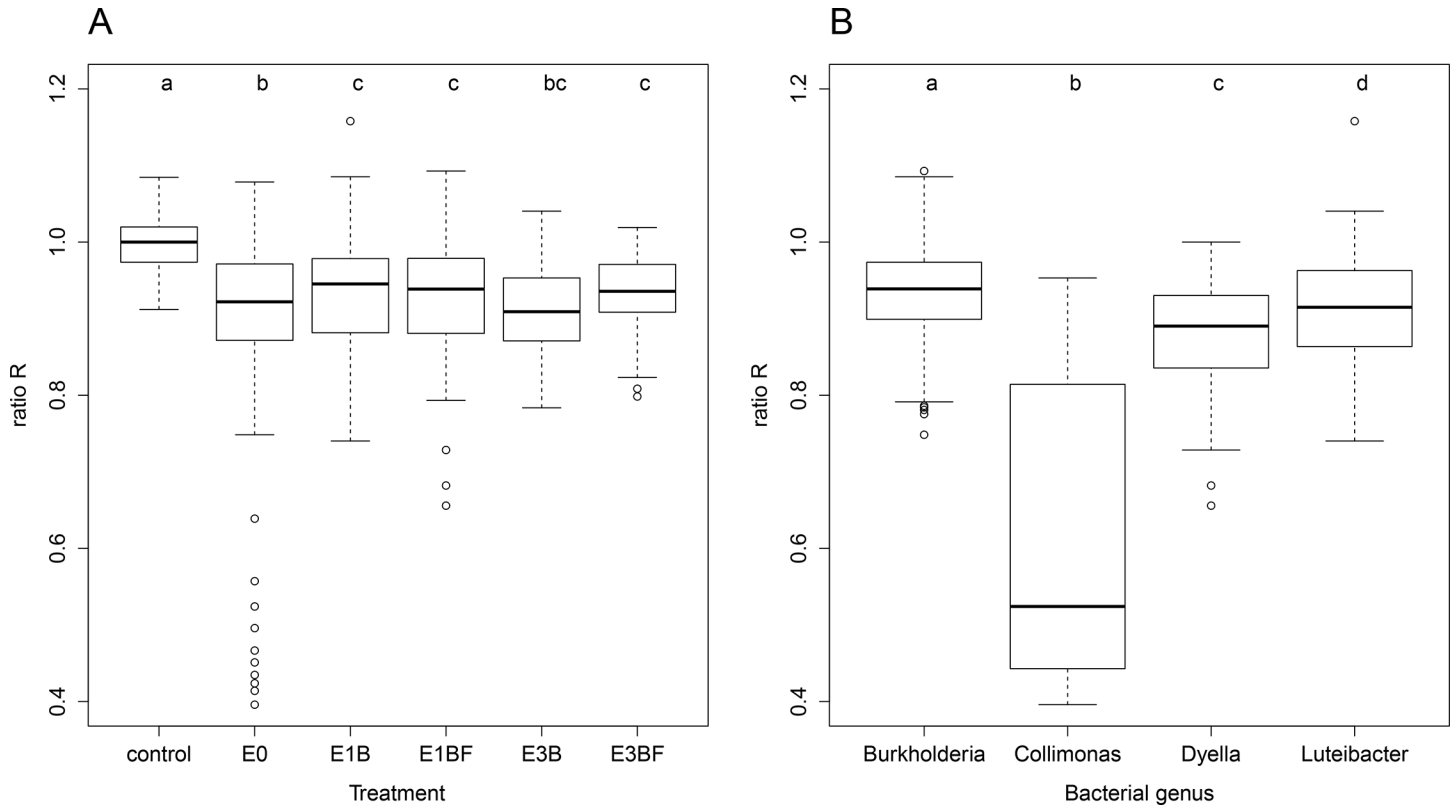 A
a b c c bc c
1.2
1.0
0.8
0.6
0.4
ratio R
control E0 E1B E1BF E3B E3BF
Treatment
B
a b c d
1.2
1.0
0.8
0.6
0.4
ratio R
Burkholderia Collimonas Dyella Luteibacter
Bacterial genus